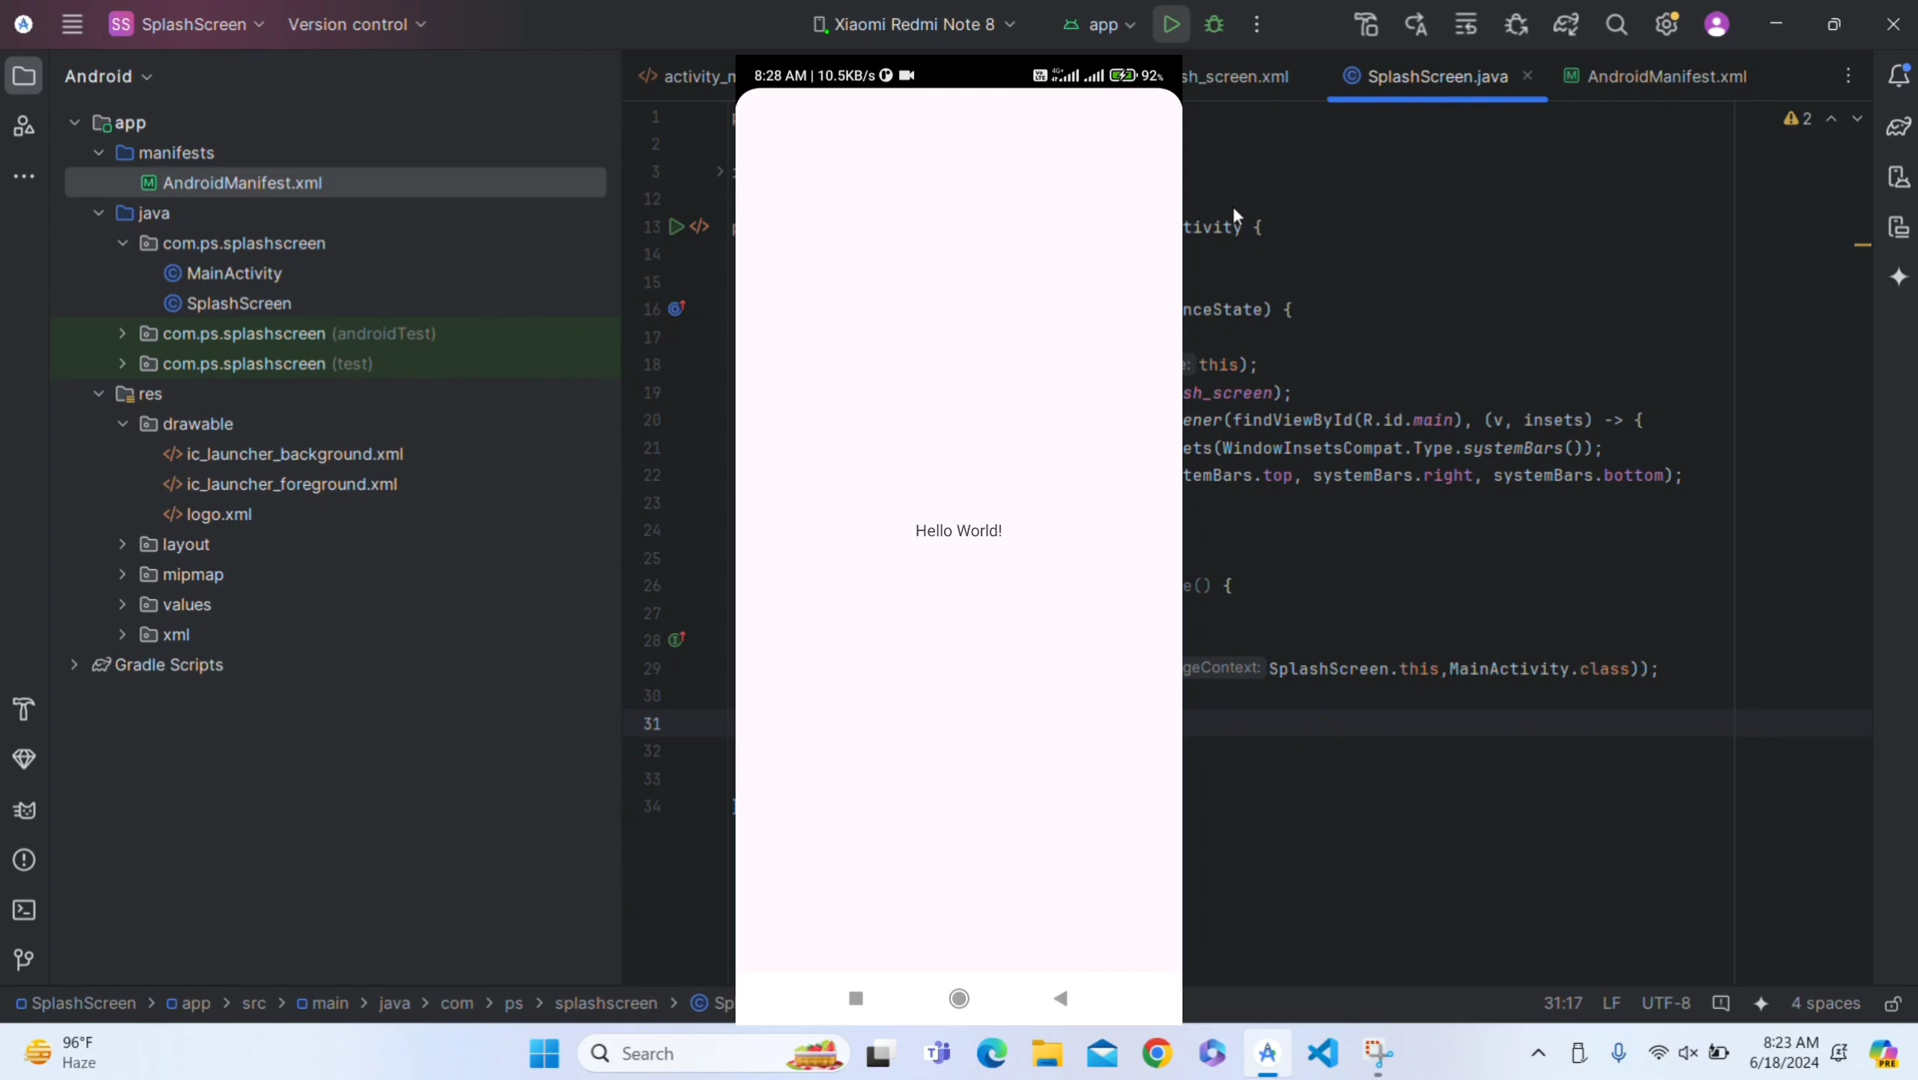 SS SplashScreen Version control Xiaomi Redmi Note 8 app
Android
activity_m
sh_screen.xml
SplashScreen.java
AndroidManifest.xml
8:28 AM | 10.5KB/s 4G+ 92%
app
manifests
AndroidManifest.xml
java
com.ps.splashscreen
MainActivity
SplashScreen
com.ps.splashscreen (androidTest)
com.ps.splashscreen (test)
res
drawable
ic_launcher_background.xml
ic_launcher_foreground.xml
logo.xml
layout
mipmap
values
xml
Gradle Scripts
2
1
2
3
12
13 tivity {
14
15
16 nceState) {
17
18 e: this);
19 sh_screen);
20 ener(findViewById(R.id.main), (v, insets) -> {
21 ets(WindowInsetsCompat.Type.systemBars());
22 temBars.top, systemBars.right, systemBars.bottom);
23
24
25
26 e() {
27
28
29 geContext: SplashScreen.this,MainActivity.class));
30
31
32
33
34
Hello World!
SplashScreen > app > src > main > java > com > ps > splashscreen > Sp
31:17 LF UTF-8 4 spaces
96°F
Haze
Search
8:23 AM
6/18/2024
PRE